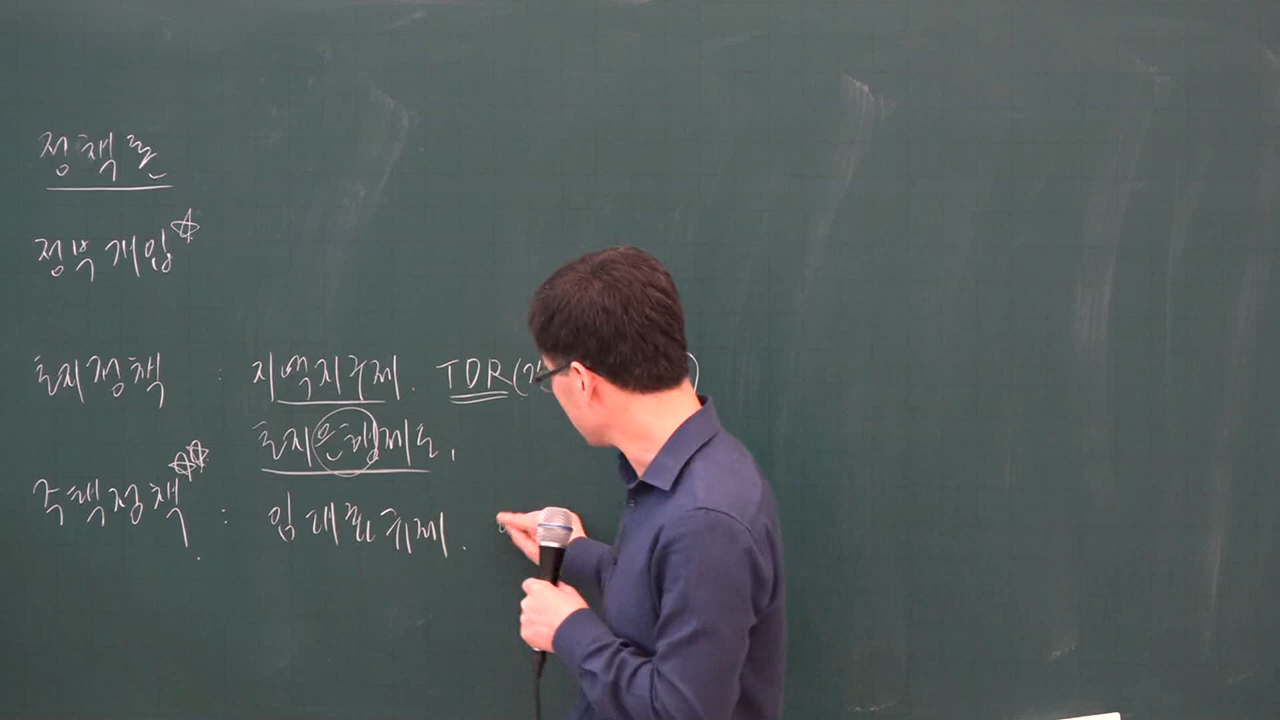 정책론
정부개입☆
토지정책 : 지역지구제. TDR(
토지은행제도,
주택정책☆☆ : 임대료규제.